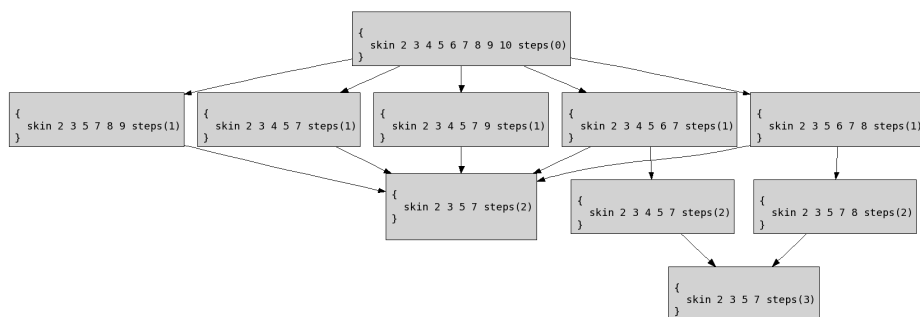 {
skin 2 3 4 5 6 7 8 9 10 steps(0)
}
{
skin 2 3 5 7 8 9 steps(1)
}
{
skin 2 3 4 5 7 steps(1)
}
{
skin 2 3 4 5 7 9 steps(1)
}
{
skin 2 3 4 5 6 7 steps(1)
}
{
skin 2 3 5 6 7 8 steps(1)
}
{
skin 2 3 5 7 steps(2)
}
{
skin 2 3 4 5 7 steps(2)
}
{
skin 2 3 5 7 8 steps(2)
}
{
skin 2 3 5 7 steps(3)
}